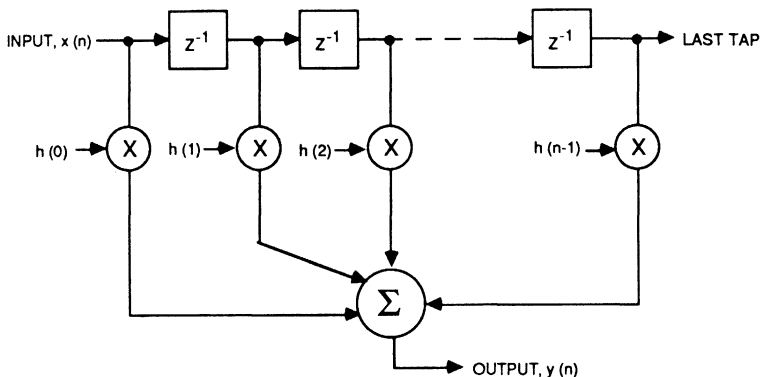 INPUT, x (n)
z⁻¹
z⁻¹
z⁻¹
LAST TAP
h (0)
X
h (1)
X
h (2)
X
h (n-1)
X
Σ
OUTPUT, y (n)